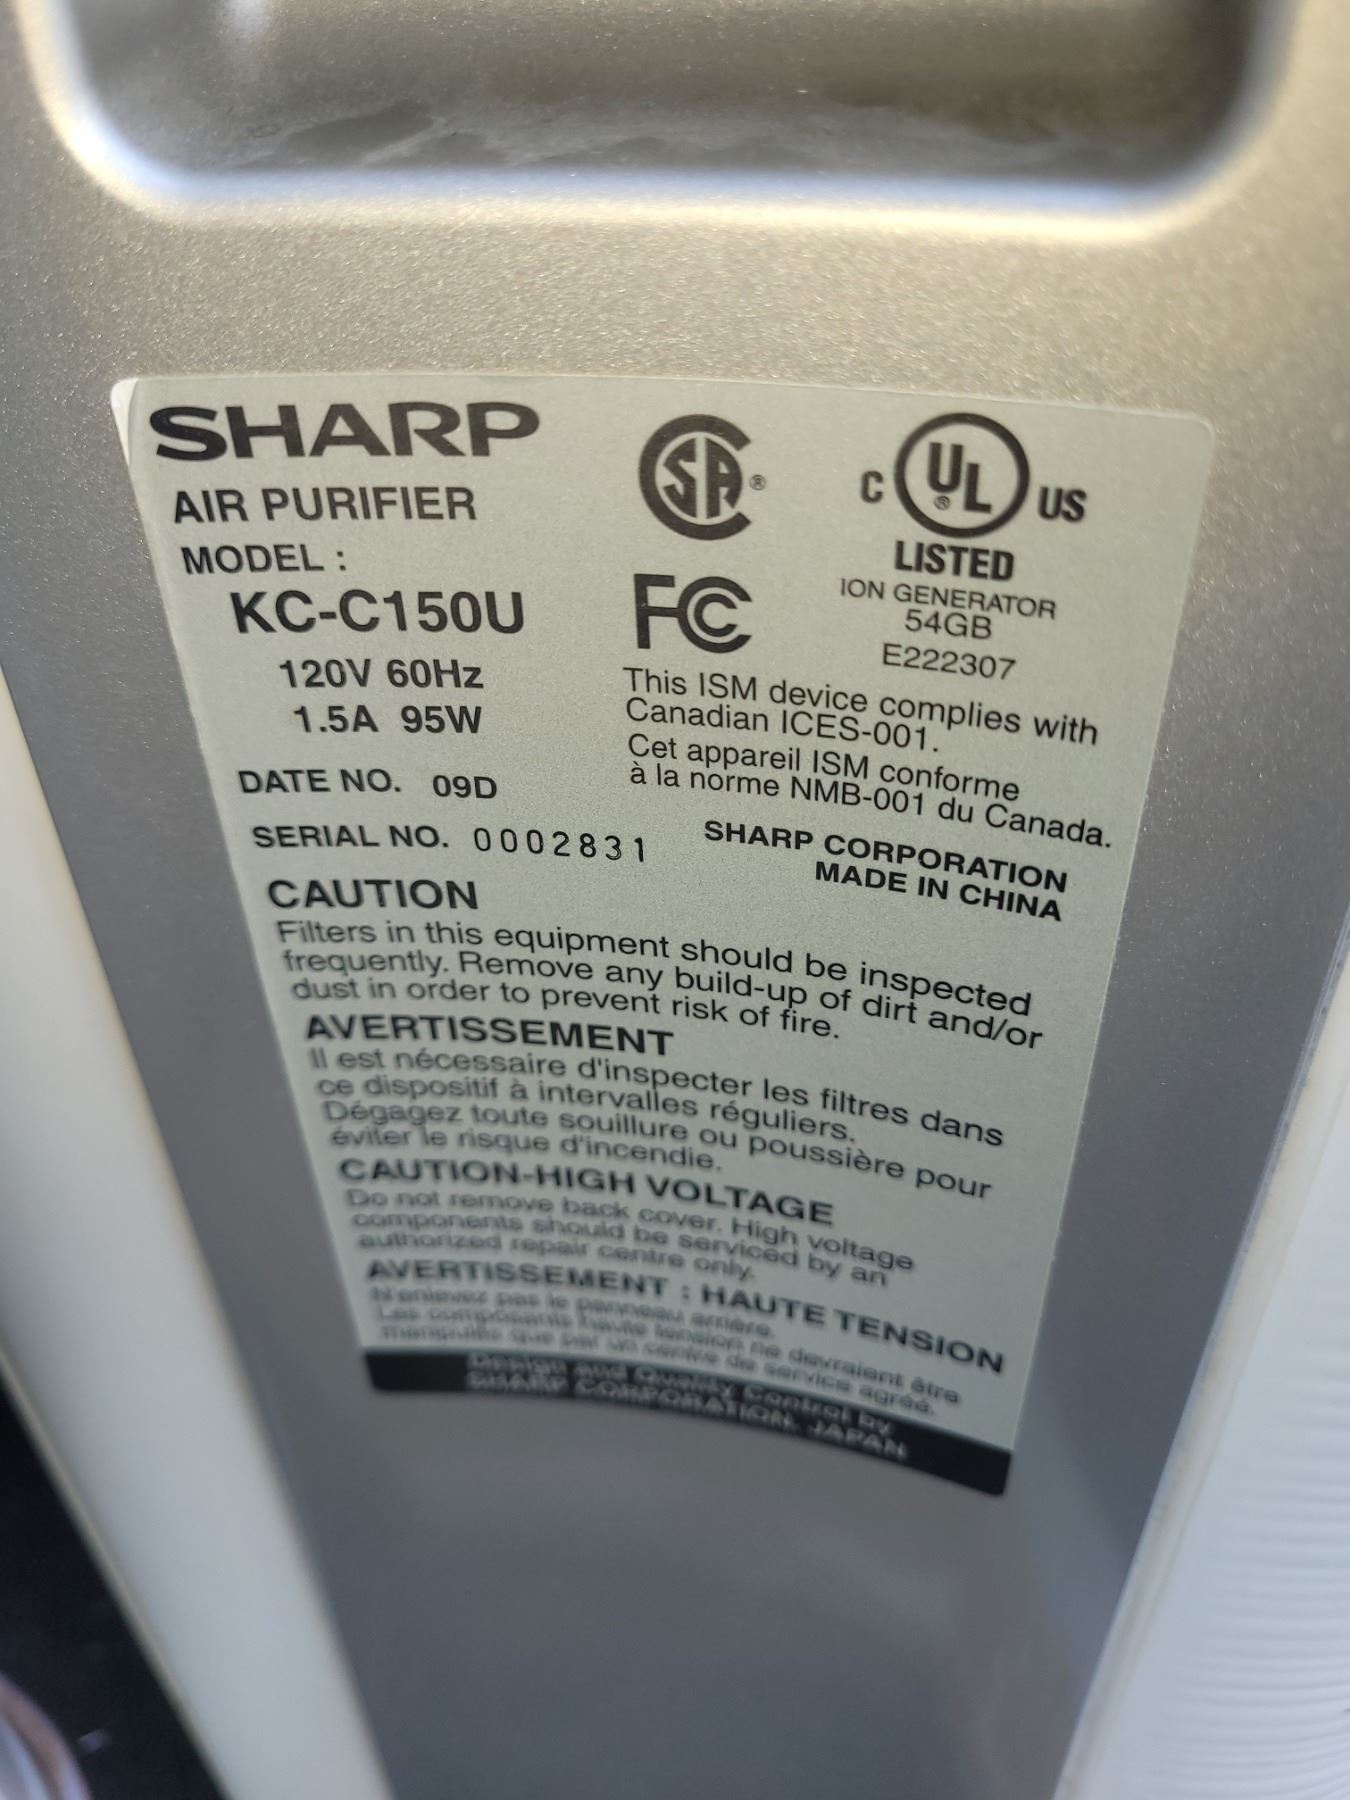 SHARP
AIR PURIFIER
MODEL :
KC-C150U
120V 60Hz
1.5A 95W
DATE NO. 09D
SERIAL NO. 0002831
SA ®
FC
C UL ® US
LISTED
ION GENERATOR
54GB
E222307
This ISM device complies with
Canadian ICES-001.
Cet appareil ISM conforme
à la norme NMB-001 du Canada.
SHARP CORPORATION
MADE IN CHINA
CAUTION
Filters in this equipment should be inspected
frequently. Remove any build-up of dirt and/or
dust in order to prevent risk of fire.
AVERTISSEMENT
Il est nécessaire d'inspecter les filtres dans
ce dispositif à intervalles réguliers.
Dégagez toute souillure ou poussière pour
éviter le risque d'incendie.
CAUTION-HIGH VOLTAGE
Do not remove back cover. High voltage
components should be serviced by an
authorized repair centre only.
AVERTISSEMENT : HAUTE TENSION
N'enlevez pas le panneau arrière.
Les composants haute tension ne devraient être
manipulés que par un centre de service agréé.
Design and Quality Control by
SHARP CORPORATION, JAPAN